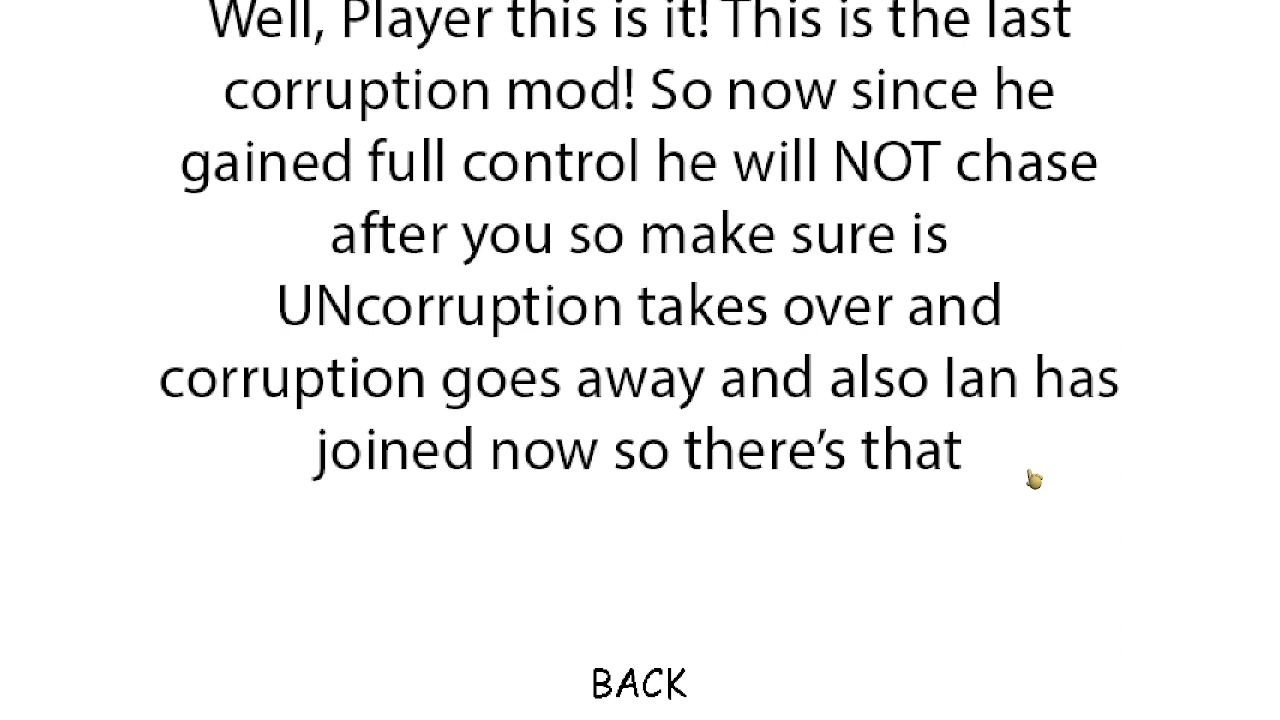 Well, Player this is it! This is the last
corruption mod! So now since he
gained full control he will NOT chase
after you so make sure is
UNcorruption takes over and
corruption goes away and also Ian has
joined now so there’s that
BACK